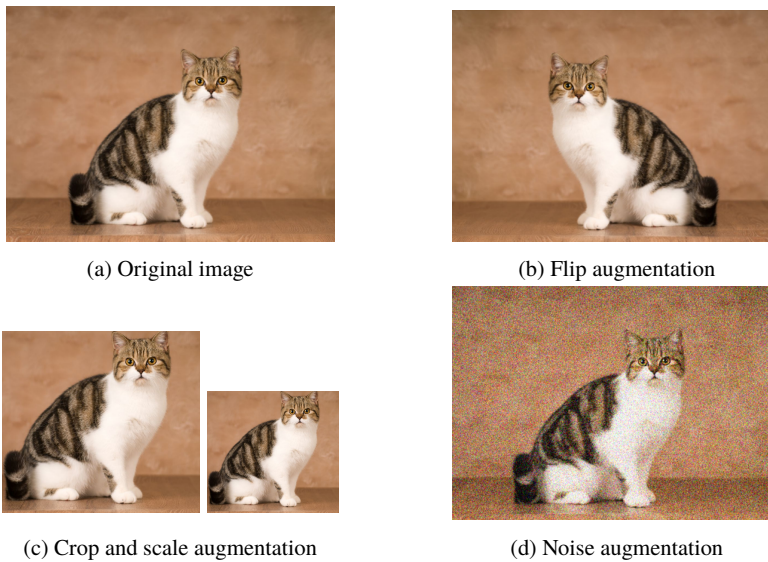 (a) Original image
(b) Flip augmentation
(c) Crop and scale augmentation
(d) Noise augmentation